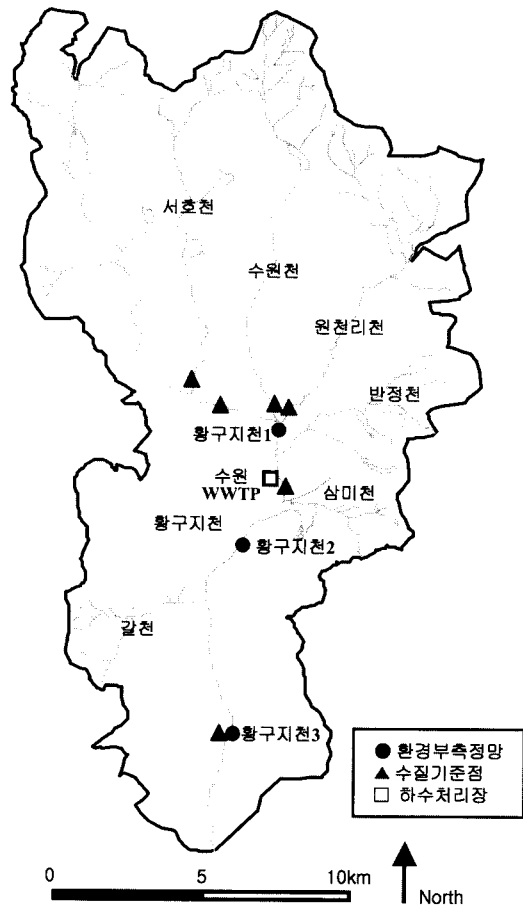 서호천
수원천
원천리천
반정천
황구지천1
수원
WWTP
삼미천
황구지천
황구지천2
갈천
황구지천3
환경부측정망
수질기준점
하수처리장
0 5 10km
North